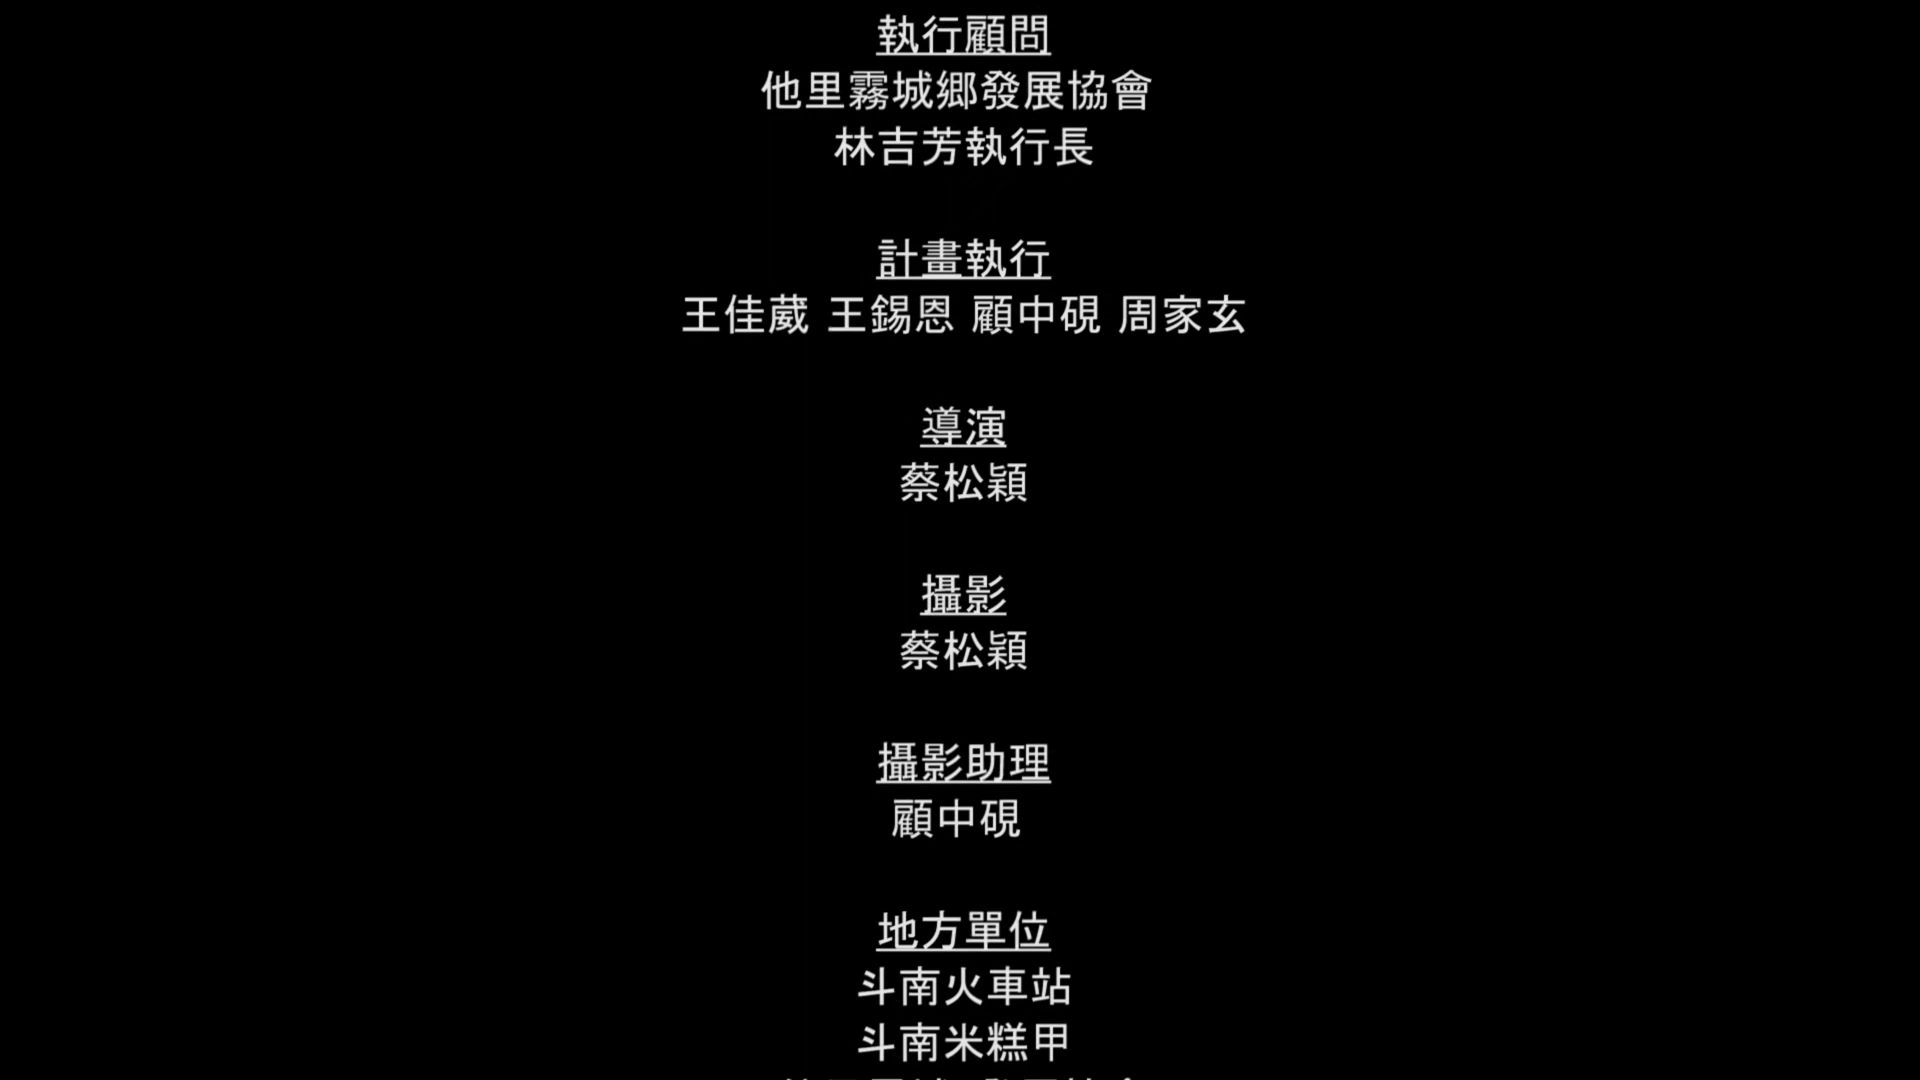 執行顧問
他里霧城鄉發展協會
林吉芳執行長
計畫執行
王佳葳 王錫恩 顧中硯 周家玄
導演
蔡松穎
攝影
蔡松穎
攝影助理
顧中硯
地方單位
斗南火車站
斗南米糕甲